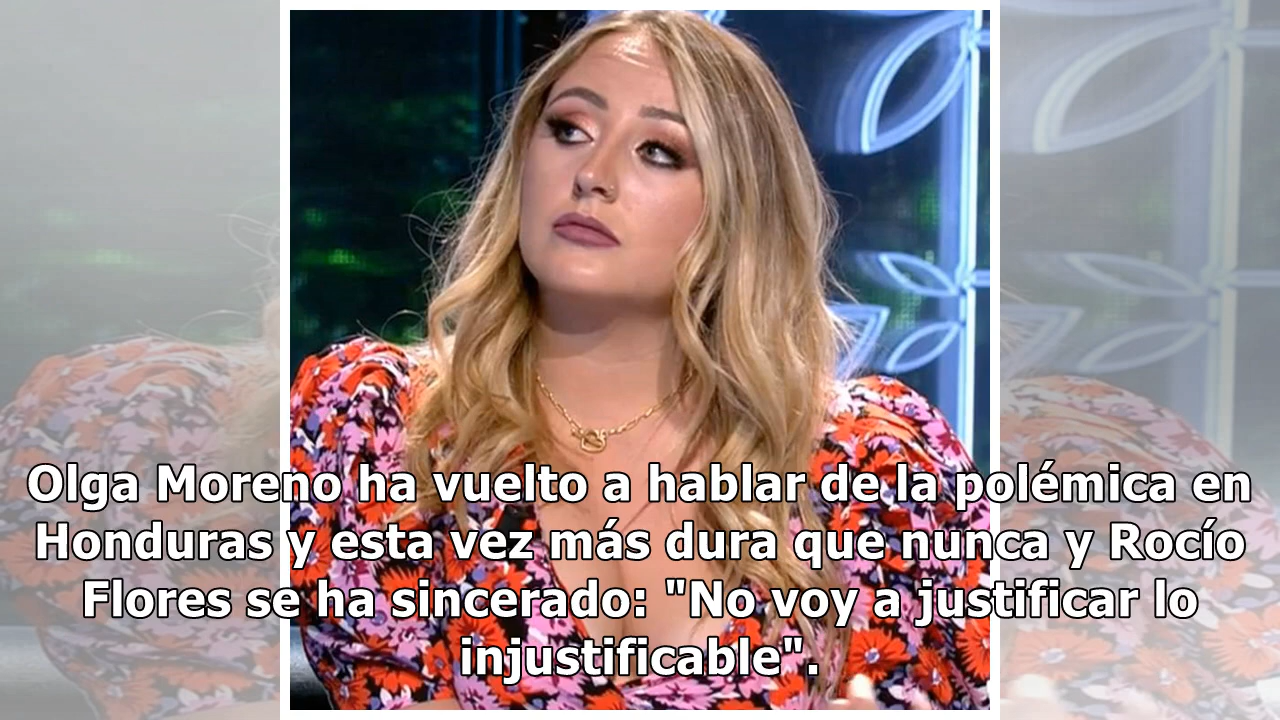 Olga Moreno ha vuelto a hablar de la polémica en
Honduras y esta vez más dura que nunca y Rocío
Flores se ha sincerado: "No voy a justificar lo
injustificable".